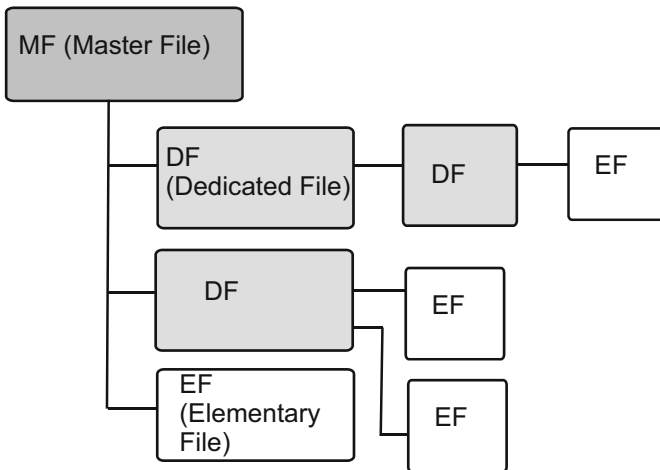 MF (Master File)
DF
(Dedicated File)
DF
EF
DF
EF
EF
(Elementary
File)
EF